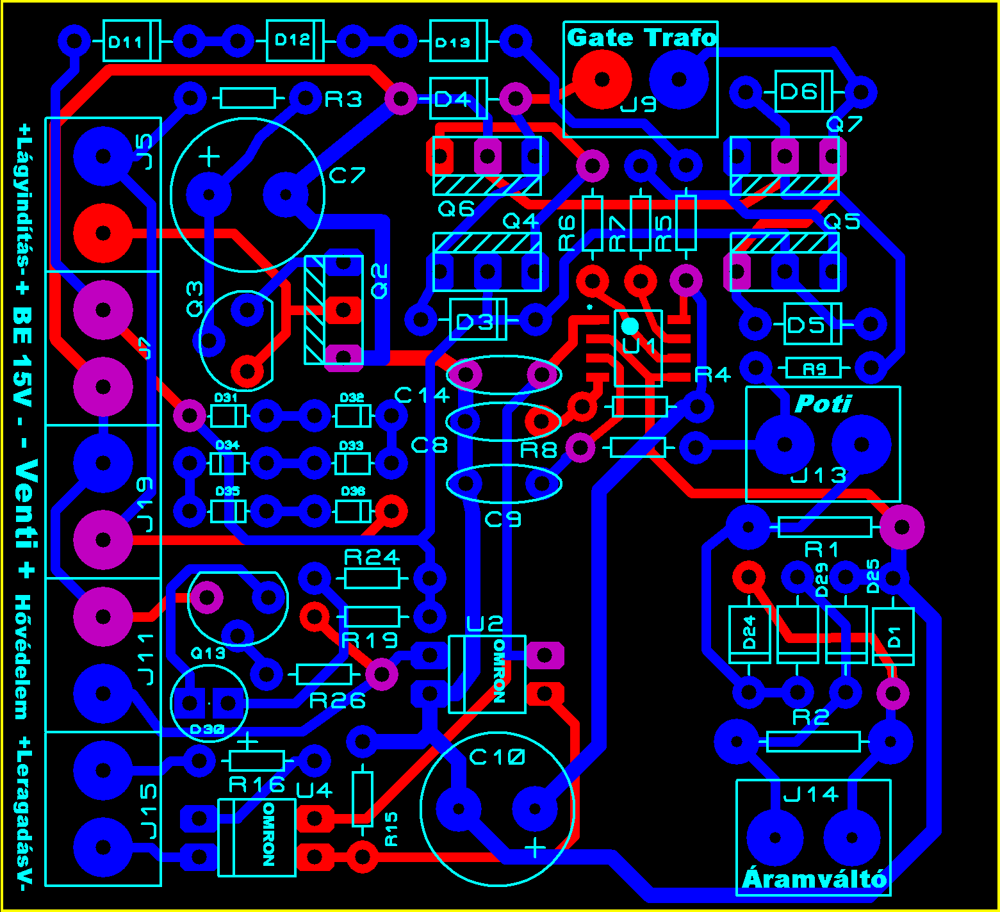 D11
D12
D13
Gate Trafo
J9
D6
Q7
R3
D4
J5
C7
Q6
Q4
R6
R7
R5
Q5
Q3
Q2
D3
U1
D5
R9
J7
C14
R4
Poti
D31
D32
D34
D33
C8
R8
J13
J19
D35
D36
C9
R1
R24
D29
D25
R19
U2
OMRON
D24
D1
J11
Q13
R26
D30
R2
R16
U4
C10
J14
J15
OMRON
R15
Áramváltó
+Lágyindítás-+ BE 15V - - Venti + Hővédelem +LeragadásV-